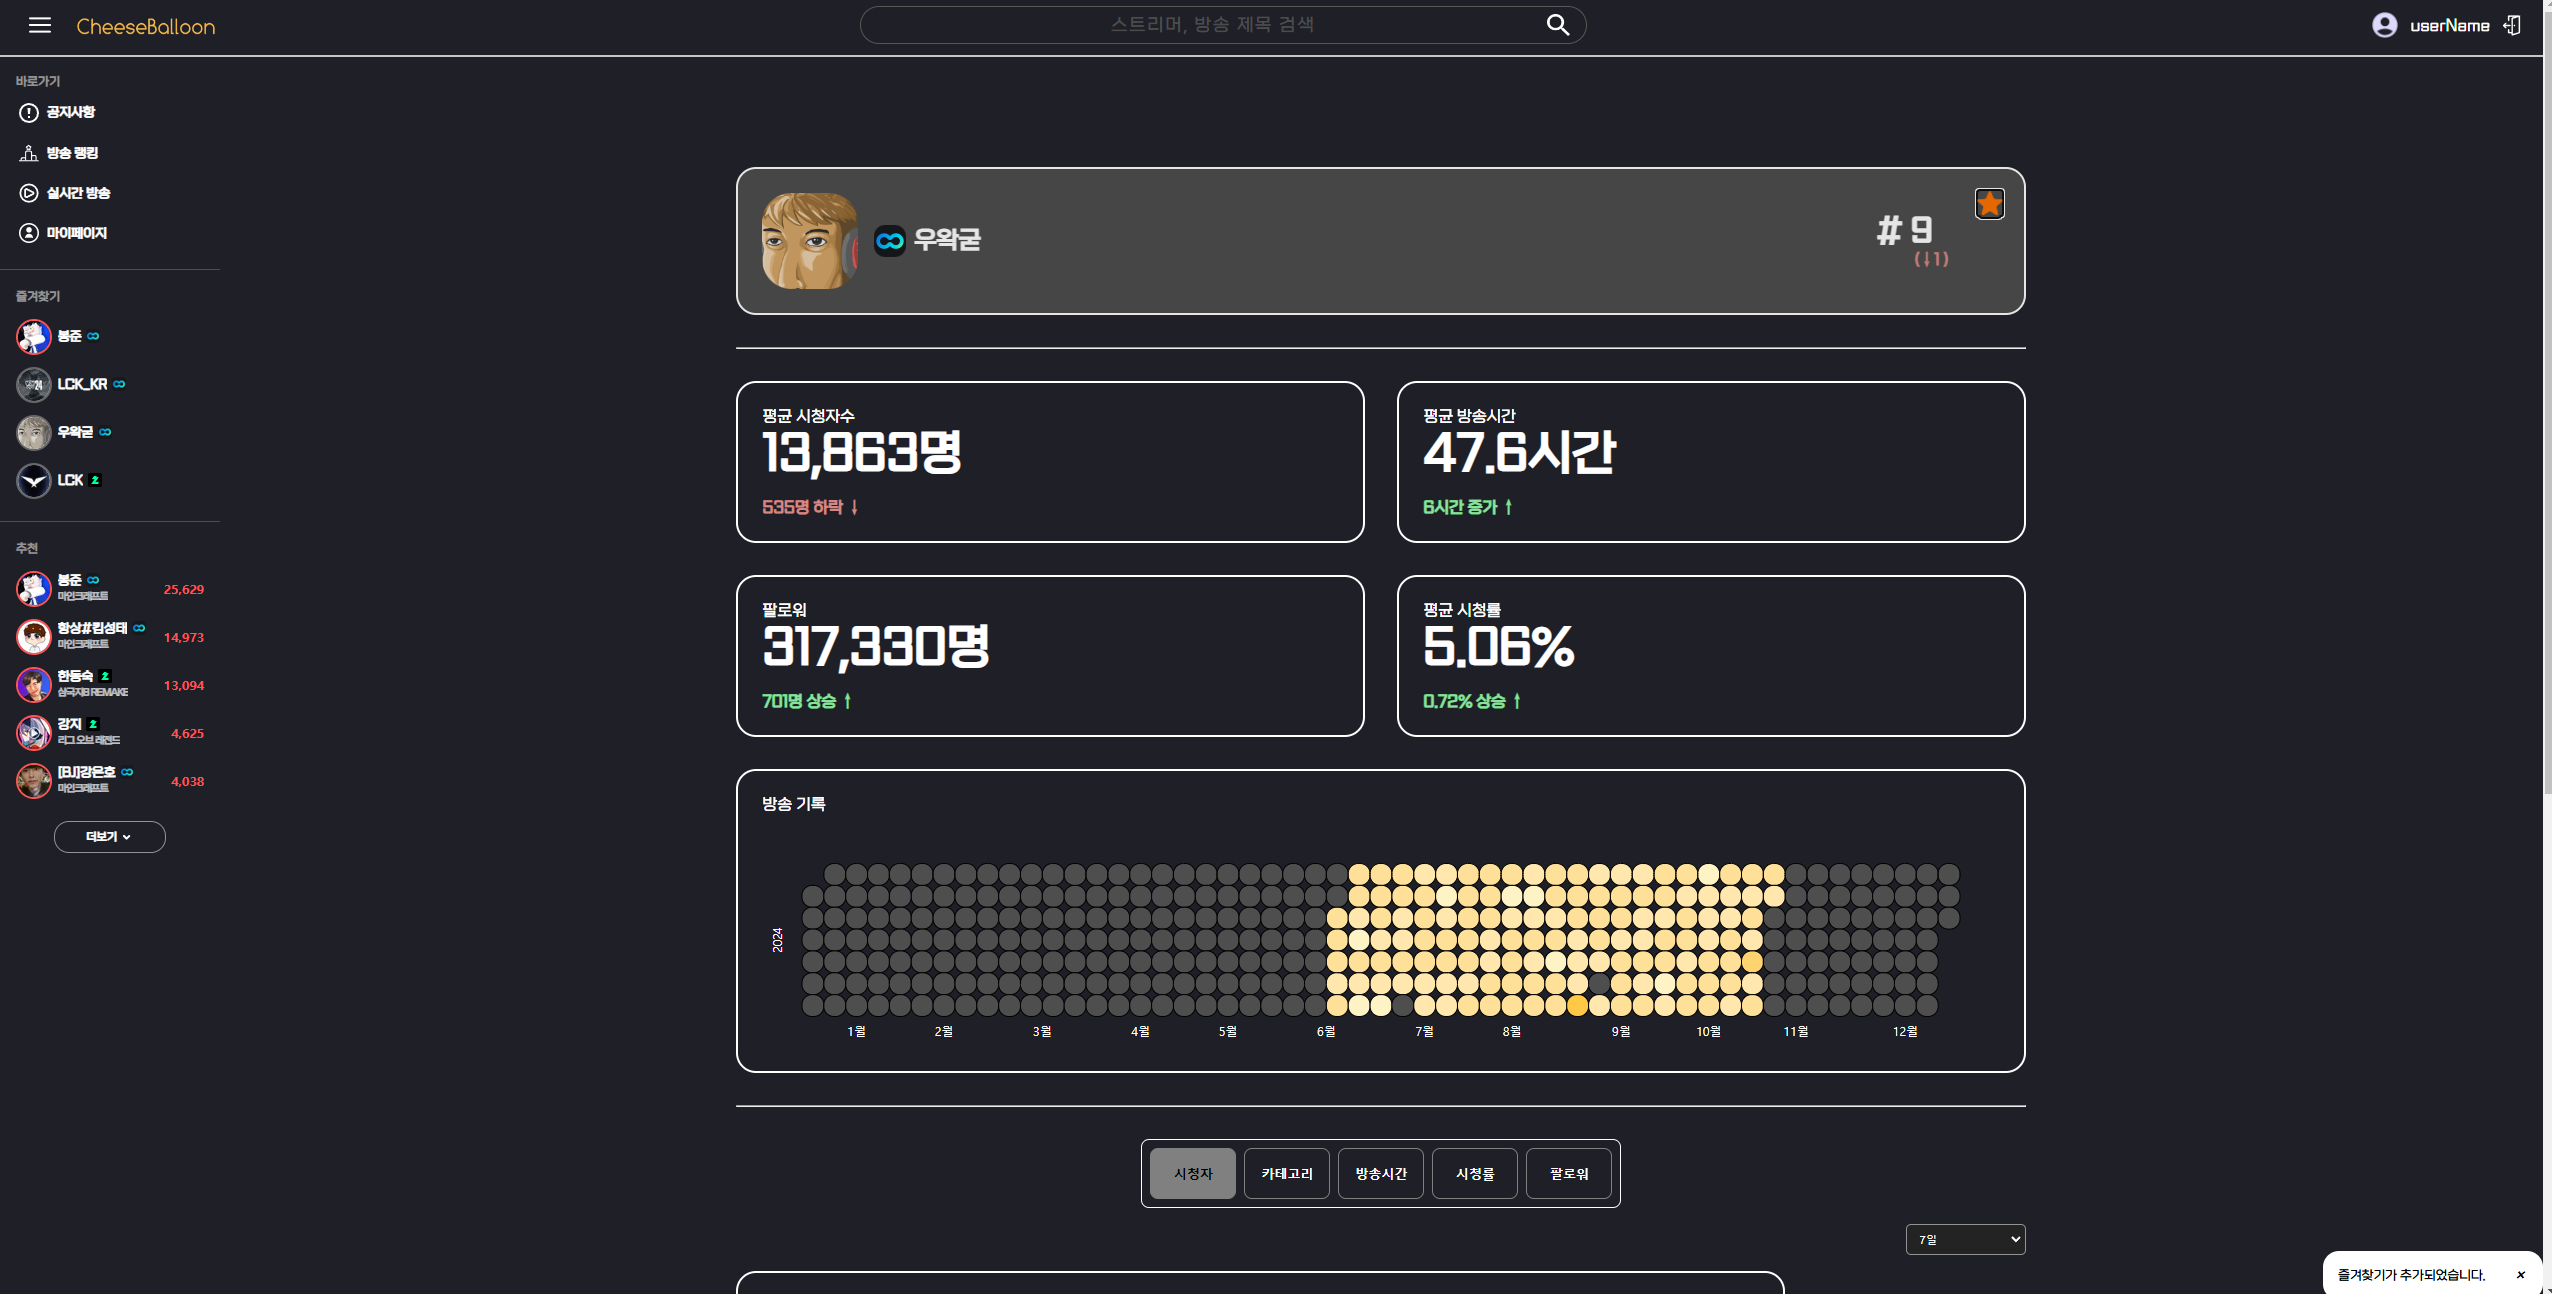 CheeseBalloon
스트리머, 방송 제목 검색
userName
바로가기
공지사항
방송 랭킹
실시간 방송
마이페이지
즐겨찾기
봉준
LCK_KR
우왁굳
LCK
추천
봉준
마인크래프트
25,629
항상#킴성태
마인크래프트
14,973
한동숙
삼국지8 REMAKE
13,094
강지
리그 오브 레전드
4,625
[BJ]강은호
마인크래프트
4,038
더보기
우왁굳
# 9
(↓1)
평균 시청자수
13,863명
535명 하락 ↓
평균 방송시간
47.6시간
6시간 증가 ↑
팔로워
317,330명
701명 상승 ↑
평균 시청률
5.06%
0.72% 상승 ↑
방송 기록
2024
1월 2월 3월 4월 5월 6월 7월 8월 9월 10월 11월 12월
시청자 카테고리 방송시간 시청률 팔로워
7일
즐겨찾기가 추가되었습니다. ×